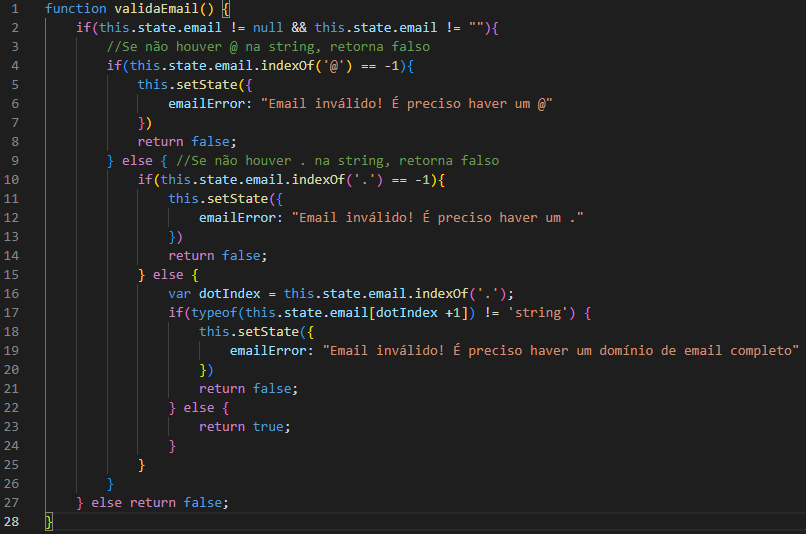 1 function validaEmail() {
2 if(this.state.email != null && this.state.email != ""){
3 //Se não houver @ na string, retorna falso
4 if(this.state.email.indexOf('@') == -1){
5 this.setState({
6 emailError: "Email inválido! É preciso haver um @"
7 })
8 return false;
9 } else { //Se não houver . na string, retorna falso
10 if(this.state.email.indexOf('.') == -1){
11 this.setState({
12 emailError: "Email inválido! É preciso haver um ."
13 })
14 return false;
15 } else {
16 var dotIndex = this.state.email.indexOf('.');
17 if(typeof(this.state.email[dotIndex +1]) != 'string') {
18 this.setState({
19 emailError: "Email inválido! É preciso haver um domínio de email completo"
20 })
21 return false;
22 } else {
23 return true;
24 }
25 }
26 }
27 } else return false;
28 }